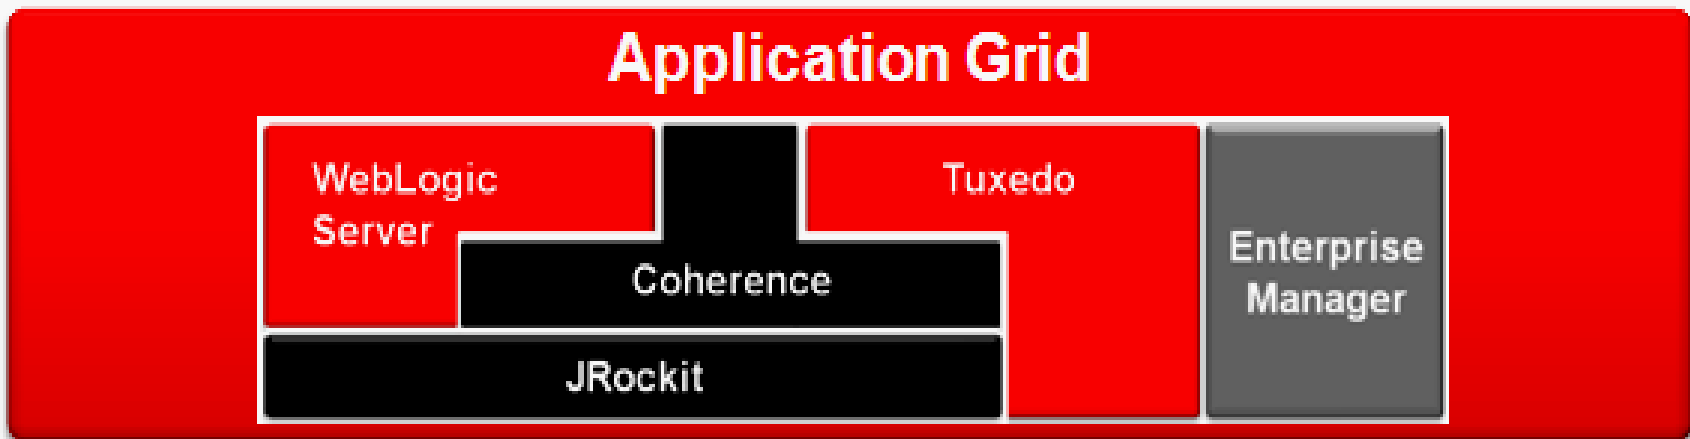 Application Grid
WebLogic
Server
Tuxedo
Coherence
Enterprise
Manager
JRockit